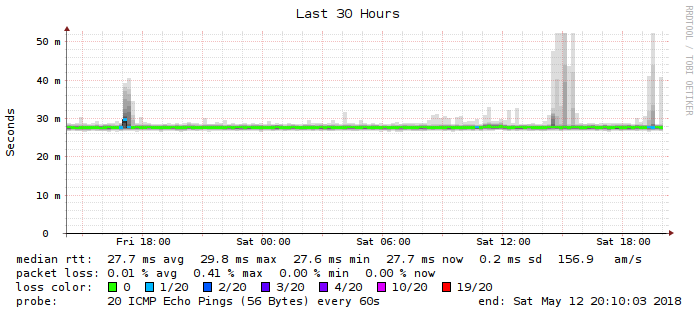 Last 30 Hours
RRDTOOL / TOBI OETIKER
Seconds
50 m
40 m
30 m
20 m
10 m
0
Fri 18:00 Sat 00:00 Sat 06:00 Sat 12:00 Sat 18:00
median rtt: 27.7 ms avg 29.8 ms max 27.6 ms min 27.7 ms now 0.2 ms sd 156.9 am/s
packet loss: 0.01 % avg 0.41 % max 0.00 % min 0.00 % now
loss color: 0 1/20 2/20 3/20 4/20 10/20 19/20
probe: 20 ICMP Echo Pings (56 Bytes) every 60s end: Sat May 12 20:10:03 2018